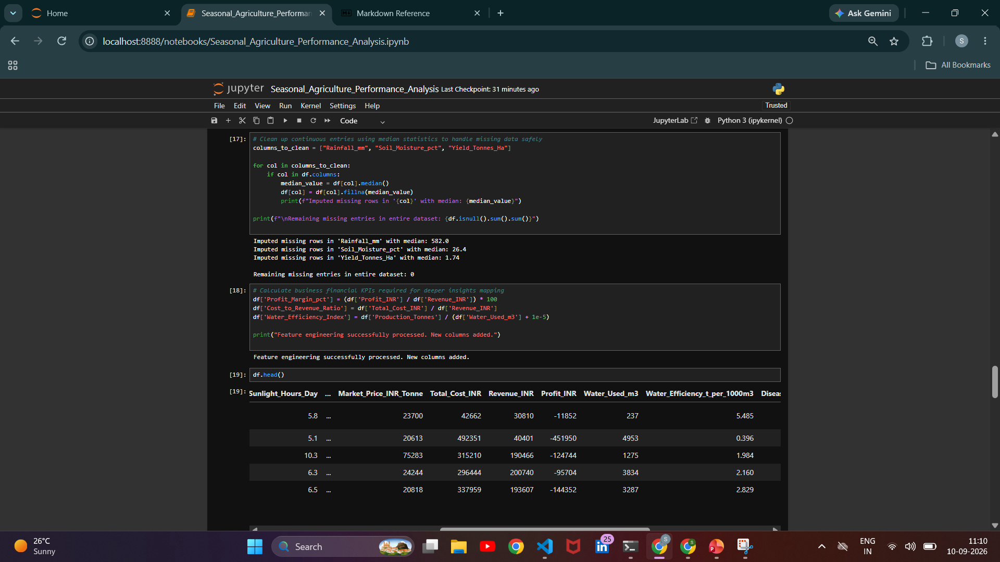 Home
Seasonal_Agriculture_Performan
Markdown Reference
Ask Gemini
localhost:8888/notebooks/Seasonal_Agriculture_Performance_Analysis.ipynb
S
All Bookmarks
jupyter Seasonal_Agriculture_Performance_Analysis Last Checkpoint: 31 minutes ago
File Edit View Run Kernel Settings Help
Trusted
Code
JupyterLab
Python 3 (ipykernel)
[17]:
# Clean up continuous entries using median statistics to handle missing data safely
columns_to_clean = ["Rainfall_mm", "Soil_Moisture_pct", "Yield_Tonnes_Ha"]
for col in columns_to_clean:
    if col in df.columns:
        median_value = df[col].median()
        df[col] = df[col].fillna(median_value)
        print(f"Imputed missing rows in '{col}' with median: {median_value}")
print(f"\nRemaining missing entries in entire dataset: {df.isnull().sum().sum()}")
Imputed missing rows in 'Rainfall_mm' with median: 582.0
Imputed missing rows in 'Soil_Moisture_pct' with median: 26.4
Imputed missing rows in 'Yield_Tonnes_Ha' with median: 1.74
Remaining missing entries in entire dataset: 0
[18]:
# Calculate business financial KPIs required for deeper insights mapping
df['Profit_Margin_pct'] = (df['Profit_INR'] / df['Revenue_INR']) * 100
df['Cost_to_Revenue_Ratio'] = df['Total_Cost_INR'] / df['Revenue_INR']
df['Water_Efficiency_Index'] = df['Production_Tonnes'] / (df['Water_Used_m3'] + 1e-5)
print("Feature engineering successfully processed. New columns added.")
Feature engineering successfully processed. New columns added.
[19]:
df.head()
[19]:
Sunlight_Hours_Day ... Market_Price_INR_Tonne Total_Cost_INR Revenue_INR Profit_INR Water_Used_m3 Water_Efficiency_t_per_1000m3 Diseas
5.8 ... 23700 42662 30810 -11852 237 5.485
5.1 ... 20613 492351 40401 -451950 4953 0.396
10.3 ... 75283 315210 190466 -124744 1275 1.984
6.3 ... 24244 296444 200740 -95704 3834 2.160
6.5 ... 20818 337959 193607 -144352 3287 2.829
26°C
Sunny
Search
25
S
S
ENG
IN
11:10
10-09-2026